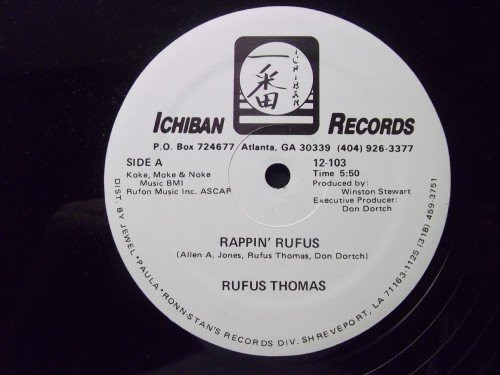 一番
ICHIBAN
ICHIBAN RECORDS
P.O. Box 724677 Atlanta, GA 30339 (404) 926-3377
SIDE A
Koke, Moke & Noke
Music BMI
Rufon Music Inc. ASCAP
12-103
Time 5:50
Produced by:
Winston Stewart
Executive Producer:
Don Dortch
RAPPIN' RUFUS
(Allen A. Jones, Rufus Thomas, Don Dortch)
RUFUS THOMAS
DIST. BY JEWEL • PAULA • RONNSTAN'S RECORDS DIV. SHREVEPORT, LA 71163-1125 (318) 459-3751